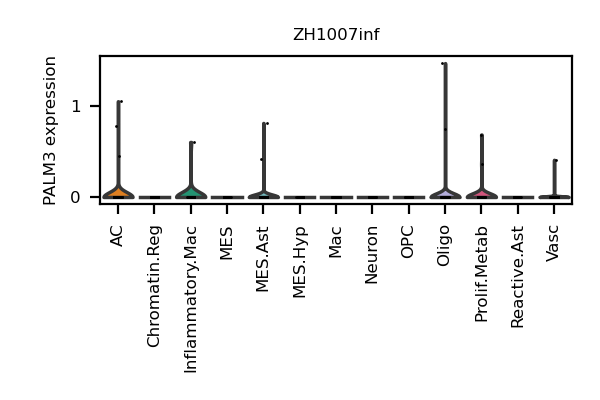 ZH1007inf
PALM3 expression
1
0
AC
Chromatin.Reg
Inflammatory.Mac
MES
MES.Ast
MES.Hyp
Mac
Neuron
OPC
Oligo
Prolif.Metab
Reactive.Ast
Vasc